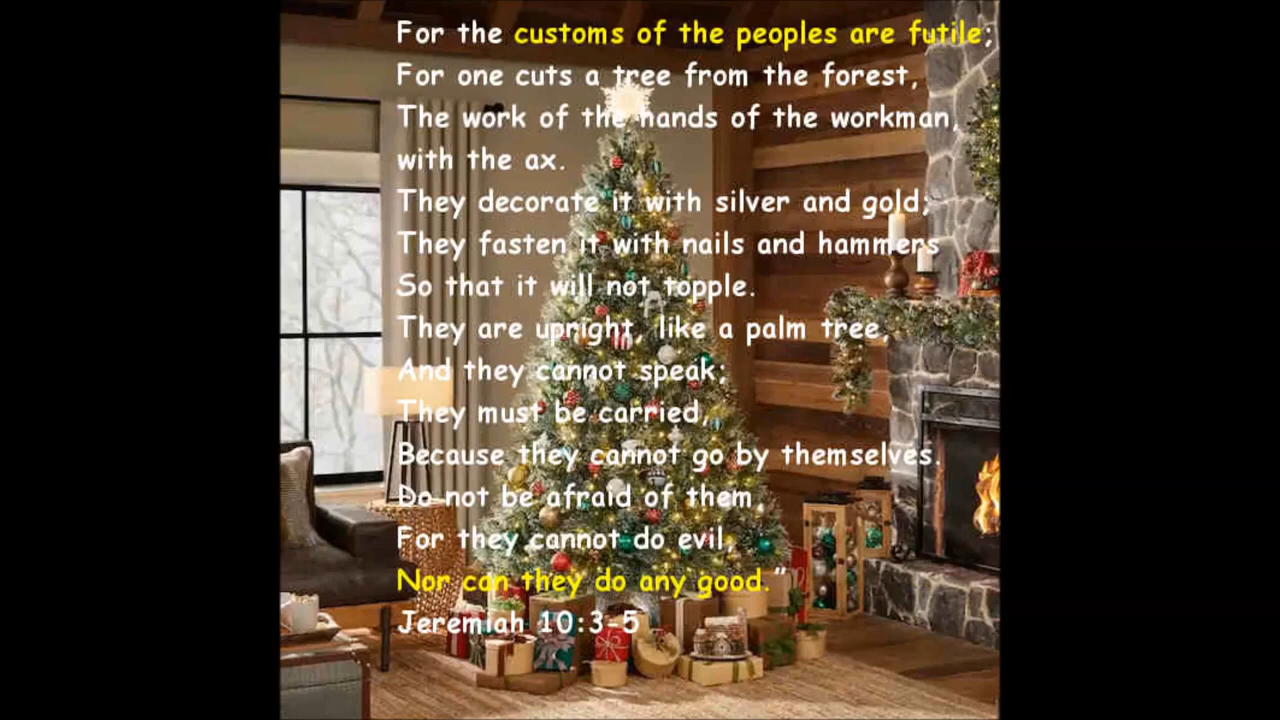 For the customs of the peoples are futile;
For one cuts a tree from the forest,
The work of the hands of the workman,
with the ax.
They decorate it with silver and gold;
They fasten it with nails and hammers
So that it will not topple.
They are upright, like a palm tree,
And they cannot speak;
They must be carried,
Because they cannot go by themselves.
Do not be afraid of them,
For they cannot do evil,
Nor can they do any good.”
Jeremiah 10:3-5